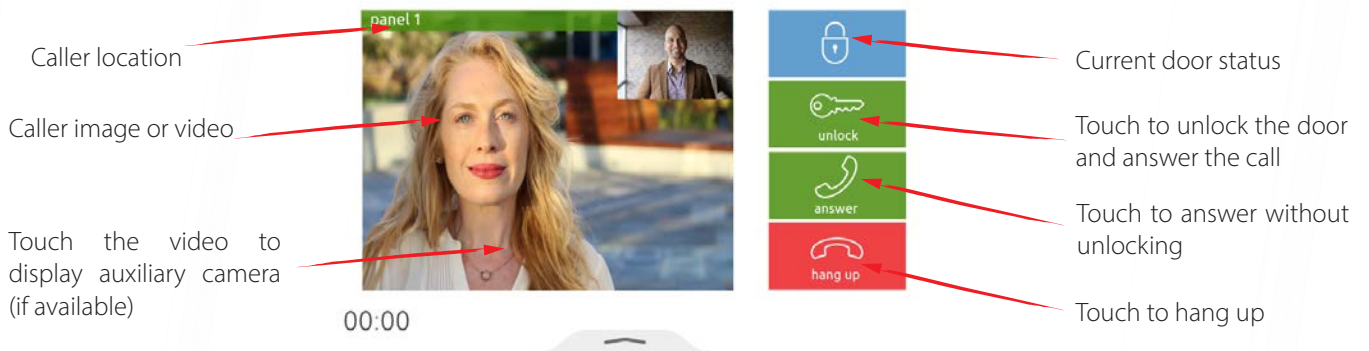 panel 1
Caller location
Caller image or video
Touch the video to
display auxiliary camera
(if available)
00:00
unlock
answer
hang up
Current door status
Touch to unlock the door
and answer the call
Touch to answer without
unlocking
Touch to hang up